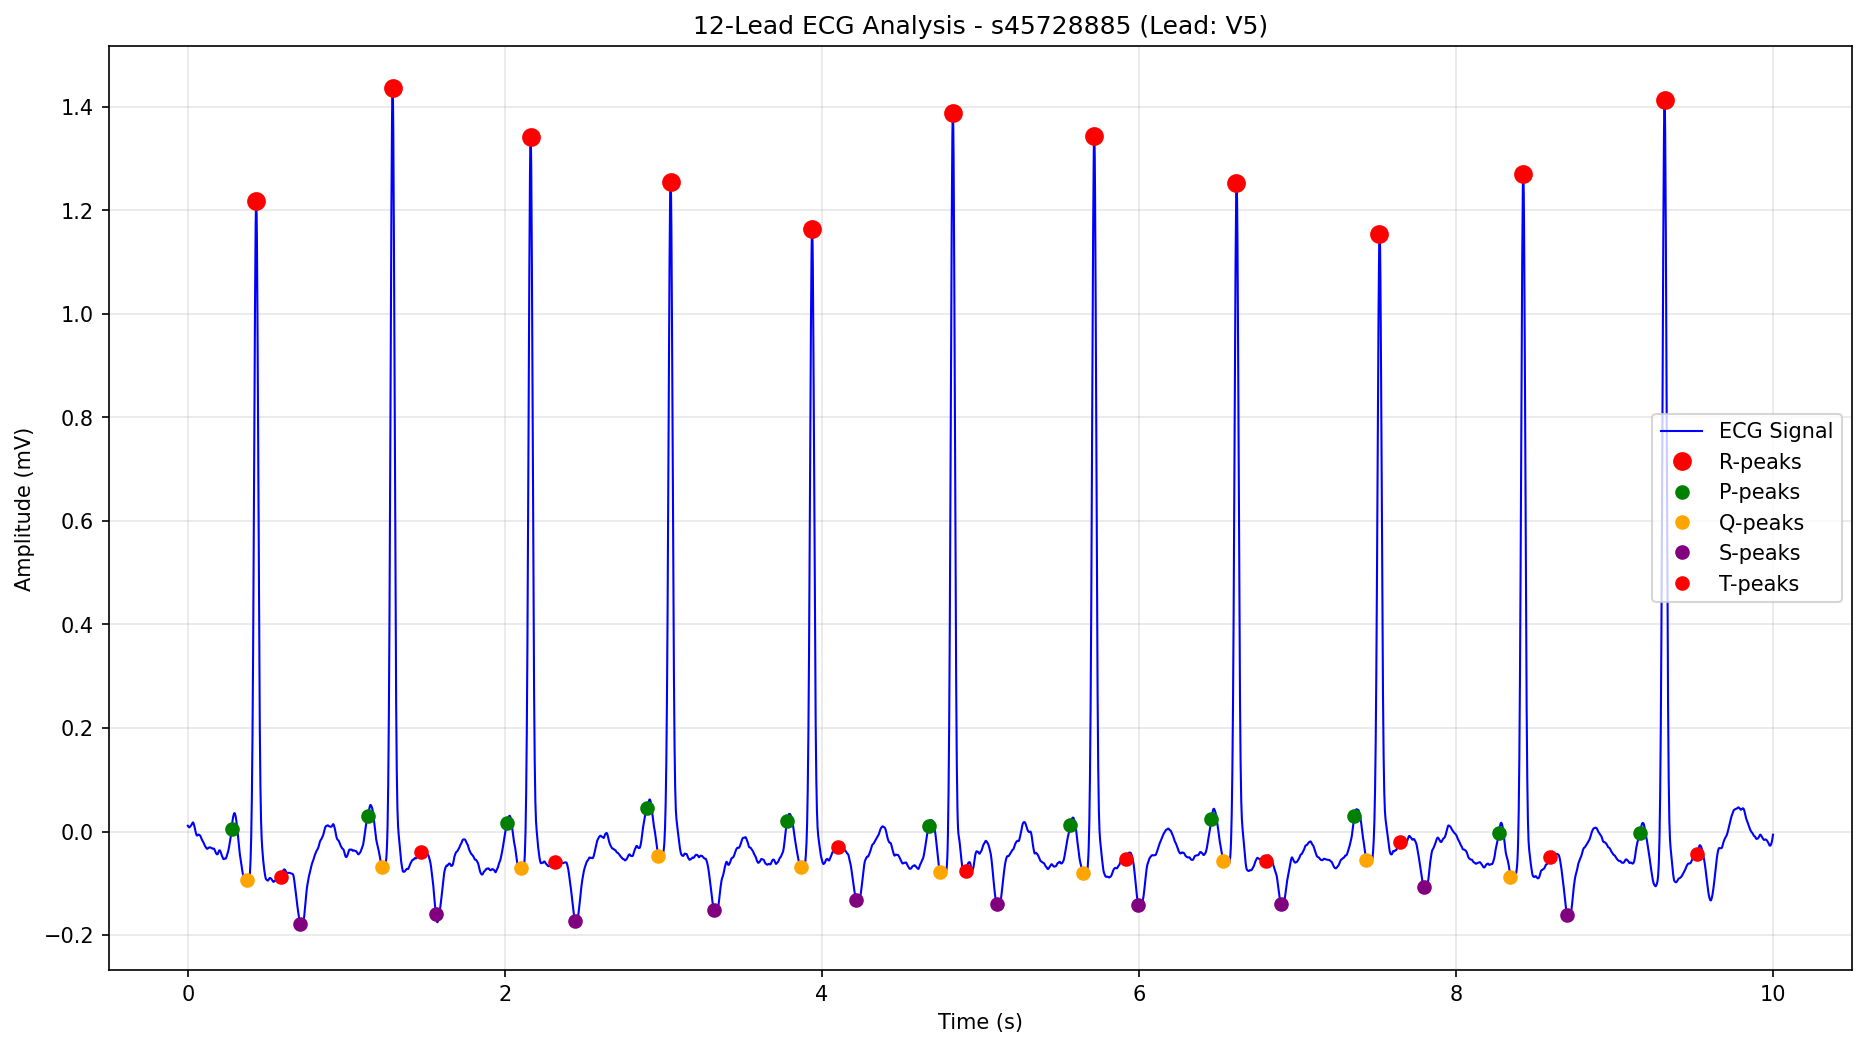 12-Lead ECG Analysis - s45728885 (Lead: V5)
Amplitude (mV)
1.4
1.2
1.0
0.8
0.6
0.4
0.2
0.0
−0.2
ECG Signal
R-peaks
P-peaks
Q-peaks
S-peaks
T-peaks
0 2 4 6 8 10
Time (s)